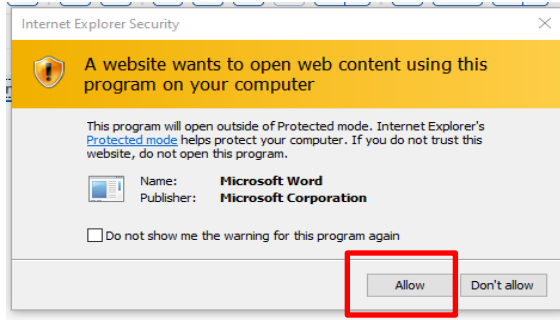 Internet Explorer Security
A website wants to open web content using this
program on your computer
This program will open outside of Protected mode. Internet Explorer's
Protected mode helps protect your computer. If you do not trust this
website, do not open this program.
Name: Microsoft Word
Publisher: Microsoft Corporation
Do not show me the warning for this program again
Allow Don't allow